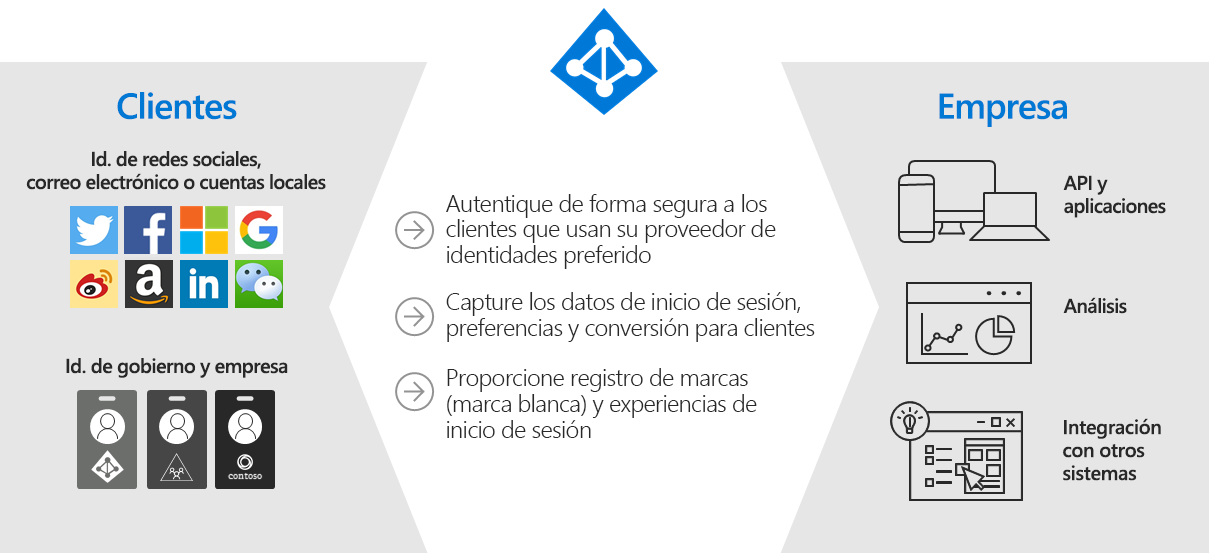 Clientes
Id. de redes sociales,
correo electrónico o cuentas locales
a
in
Id. de gobierno y empresa
contoso
Autentique de forma segura a los
clientes que usan su proveedor de
identidades preferido
Capture los datos de inicio de sesión,
preferencias y conversión para clientes
Proporcione registro de marcas
(marca blanca) y experiencias de
inicio de sesión
Empresa
API y
aplicaciones
Análisis
Integración
con otros
sistemas